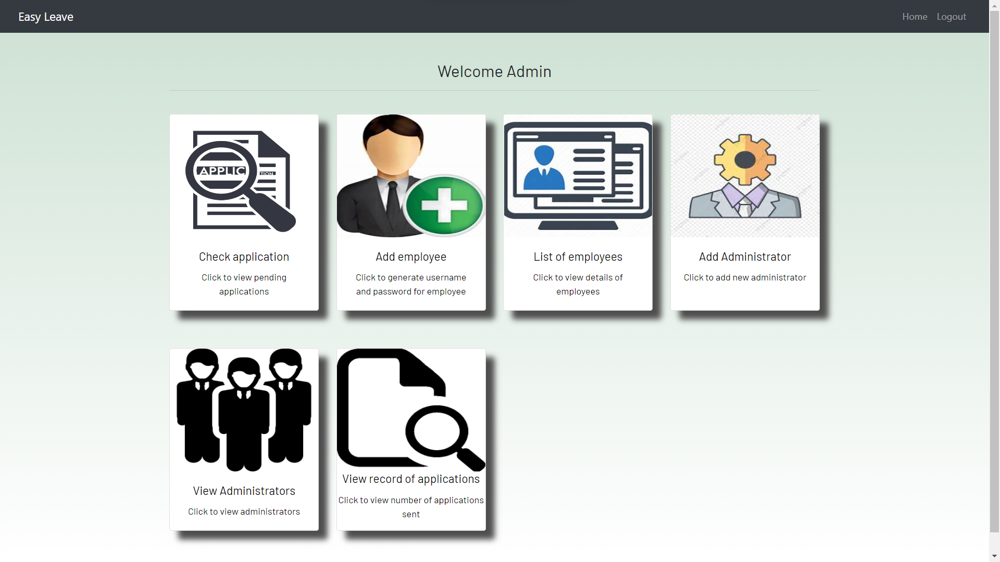 Easy Leave
Home Logout
Welcome Admin
APPLIC
TION
Check application
Click to view pending
applications
Add employee
Click to generate username
and password for employee
List of employees
Click to view details of
employees
Add Administrator
Click to add new administrator
View Administrators
Click to view administrators
View record of applications
Click to view number of applications
sent